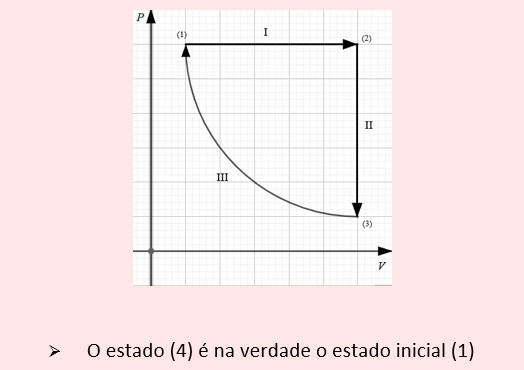 P
(1)
I
(2)
II
III
(3)
V
➢ O estado (4) é na verdade o estado inicial (1)